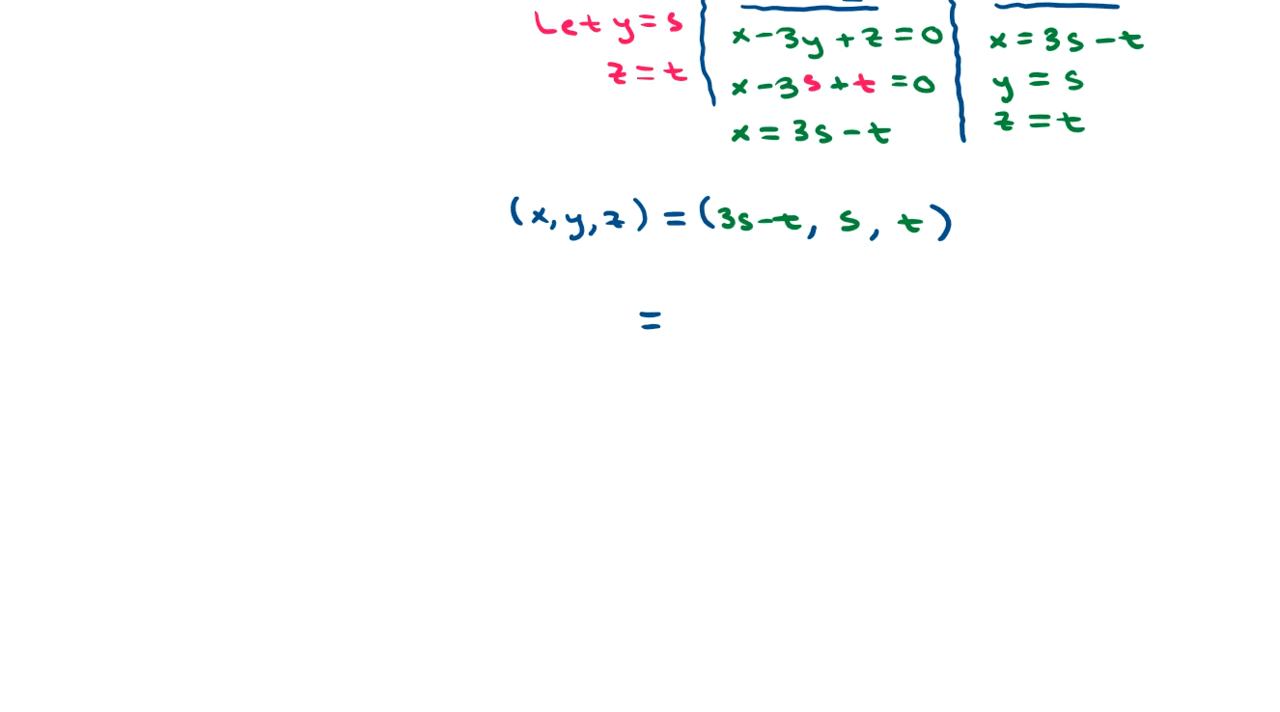 Let y = s
z = t
x - 3y + z = 0
x - 3s + t = 0
x = 3s - t
x = 3s - t
y = s
z = t
(x, y, z) = (3s - t, s, t)
=